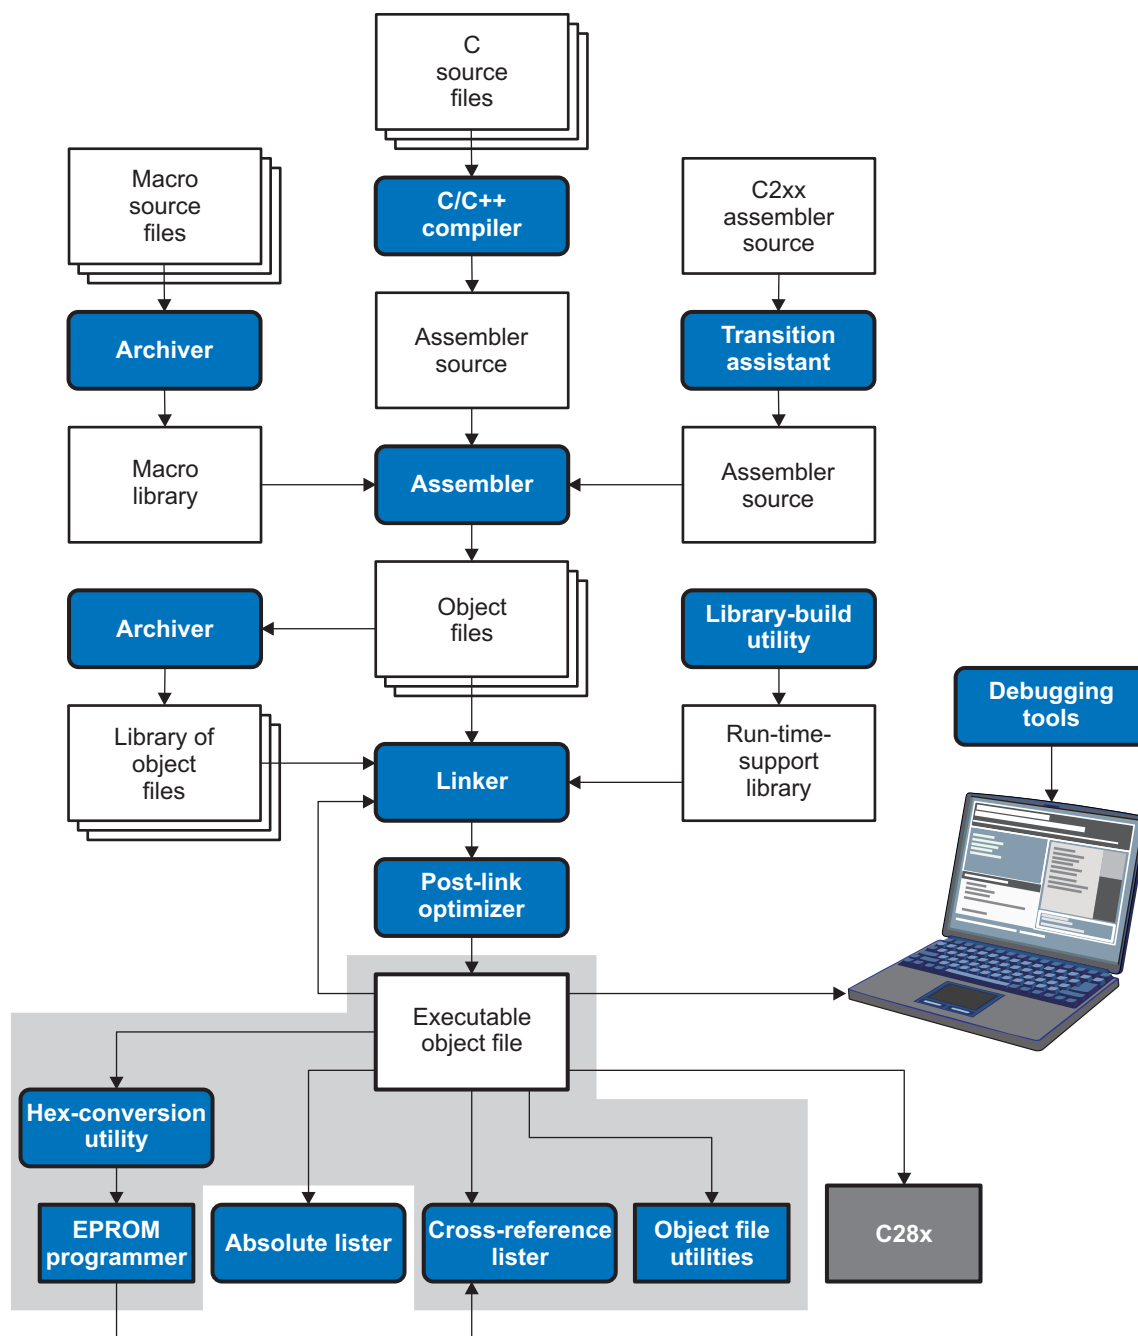 C
source
files
Macro
source
files
C/C++
compiler
C2xx
assembler
source
Archiver
Assembler
source
Transition
assistant
Macro
library
Assembler
Assembler
source
Archiver
Object
files
Library-build
utility
Debugging
tools
Library of
object
files
Linker
Run-time-
support
library
Post-link
optimizer
Executable
object file
Hex-conversion
utility
EPROM
programmer
Absolute lister
Cross-reference
lister
Object file
utilities
C28x